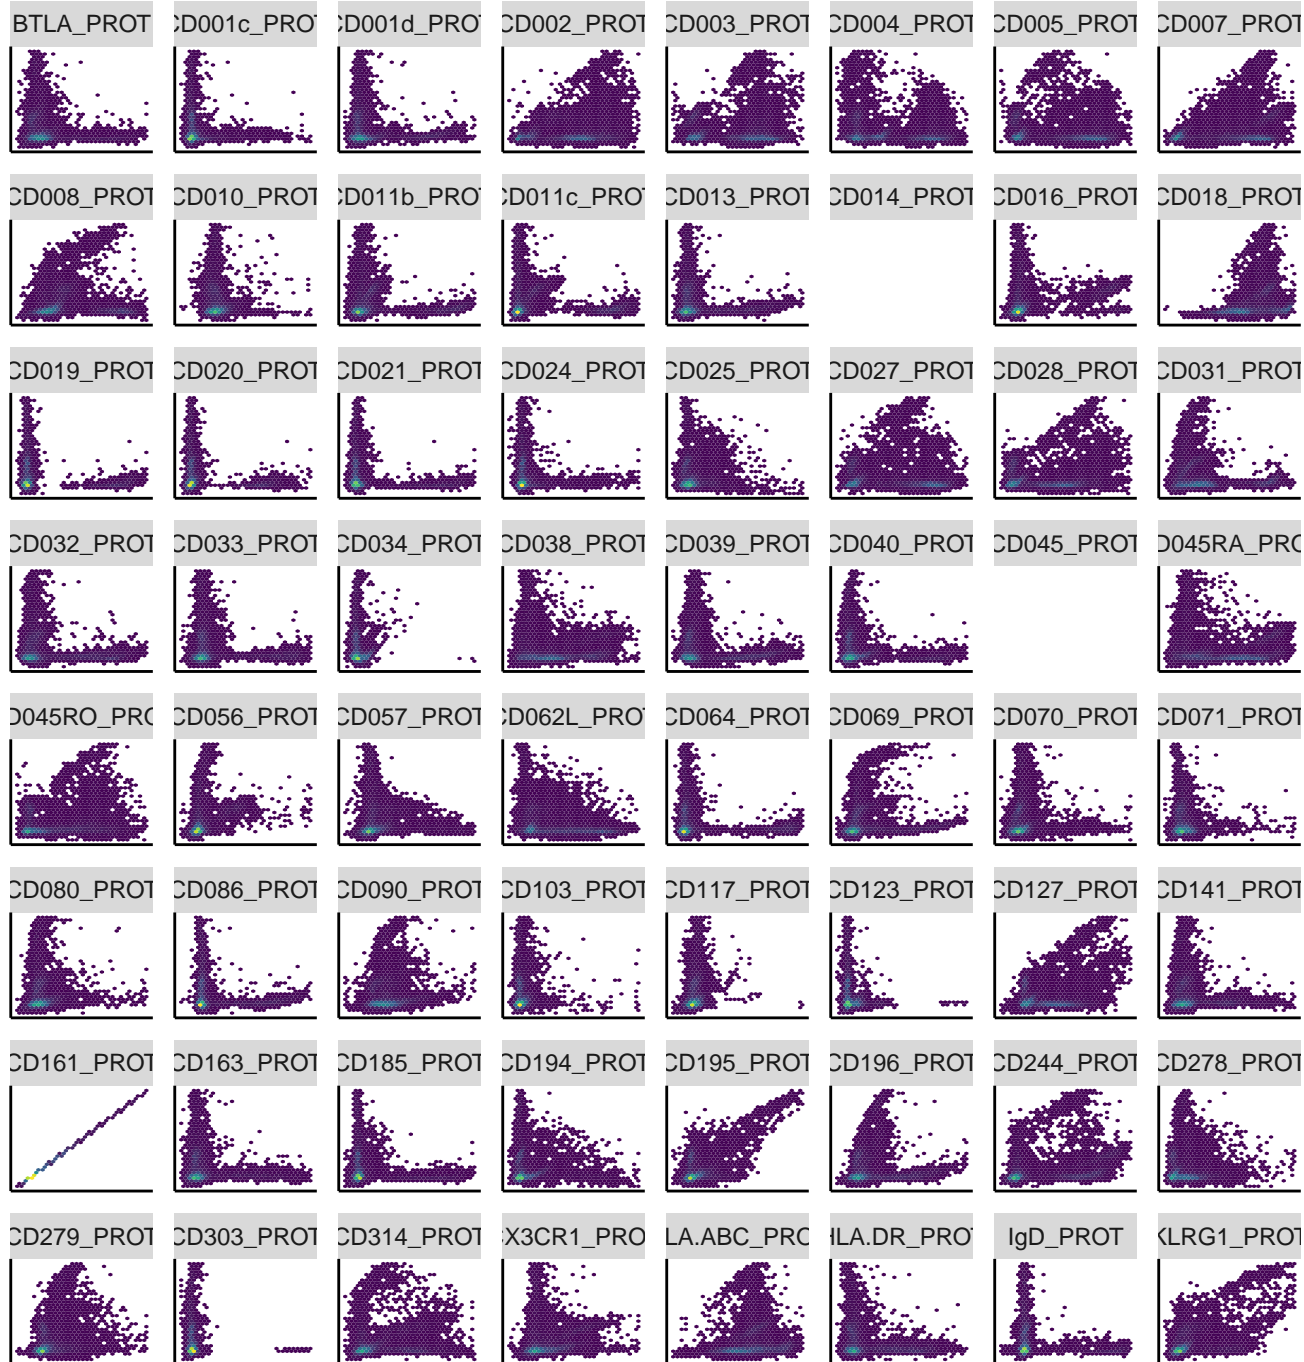 BTLA_PROT CD001c_PROT CD001d_PROT CD002_PROT CD003_PROT CD004_PROT CD005_PROT CD007_PROT
CD008_PROT CD010_PROT CD011b_PROT CD011c_PROT CD013_PROT CD014_PROT CD016_PROT CD018_PROT
CD019_PROT CD020_PROT CD021_PROT CD024_PROT CD025_PROT CD027_PROT CD028_PROT CD031_PROT
CD032_PROT CD033_PROT CD034_PROT CD038_PROT CD039_PROT CD040_PROT CD045_PROT D045RA_PRO
D045RO_PRO CD056_PROT CD057_PROT CD062L_PROT CD064_PROT CD069_PROT CD070_PROT CD071_PROT
CD080_PROT CD086_PROT CD090_PROT CD103_PROT CD117_PROT CD123_PROT CD127_PROT CD141_PROT
CD161_PROT CD163_PROT CD185_PROT CD194_PROT CD195_PROT CD196_PROT CD244_PROT CD278_PROT
CD279_PROT CD303_PROT CD314_PROT CX3CR1_PRO LA.ABC_PRO HLA.DR_PROT IgD_PROT KLRG1_PROT